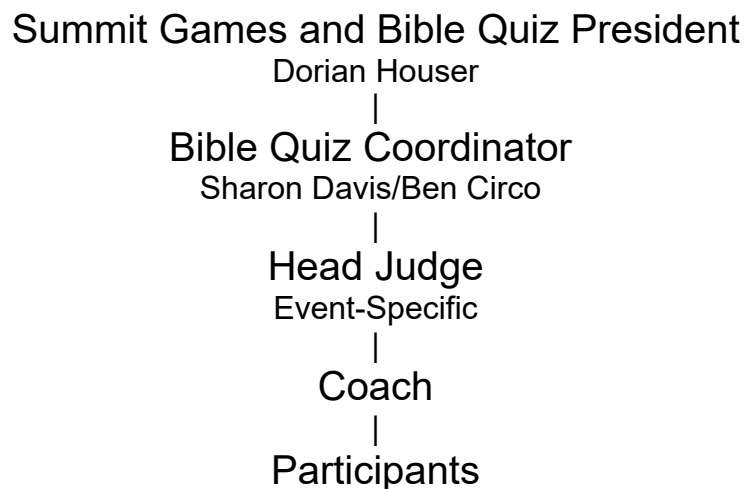 Summit Games and Bible Quiz President
Dorian Houser
|
Bible Quiz Coordinator
Sharon Davis/Ben Circo
|
Head Judge
Event-Specific
|
Coach
|
Participants